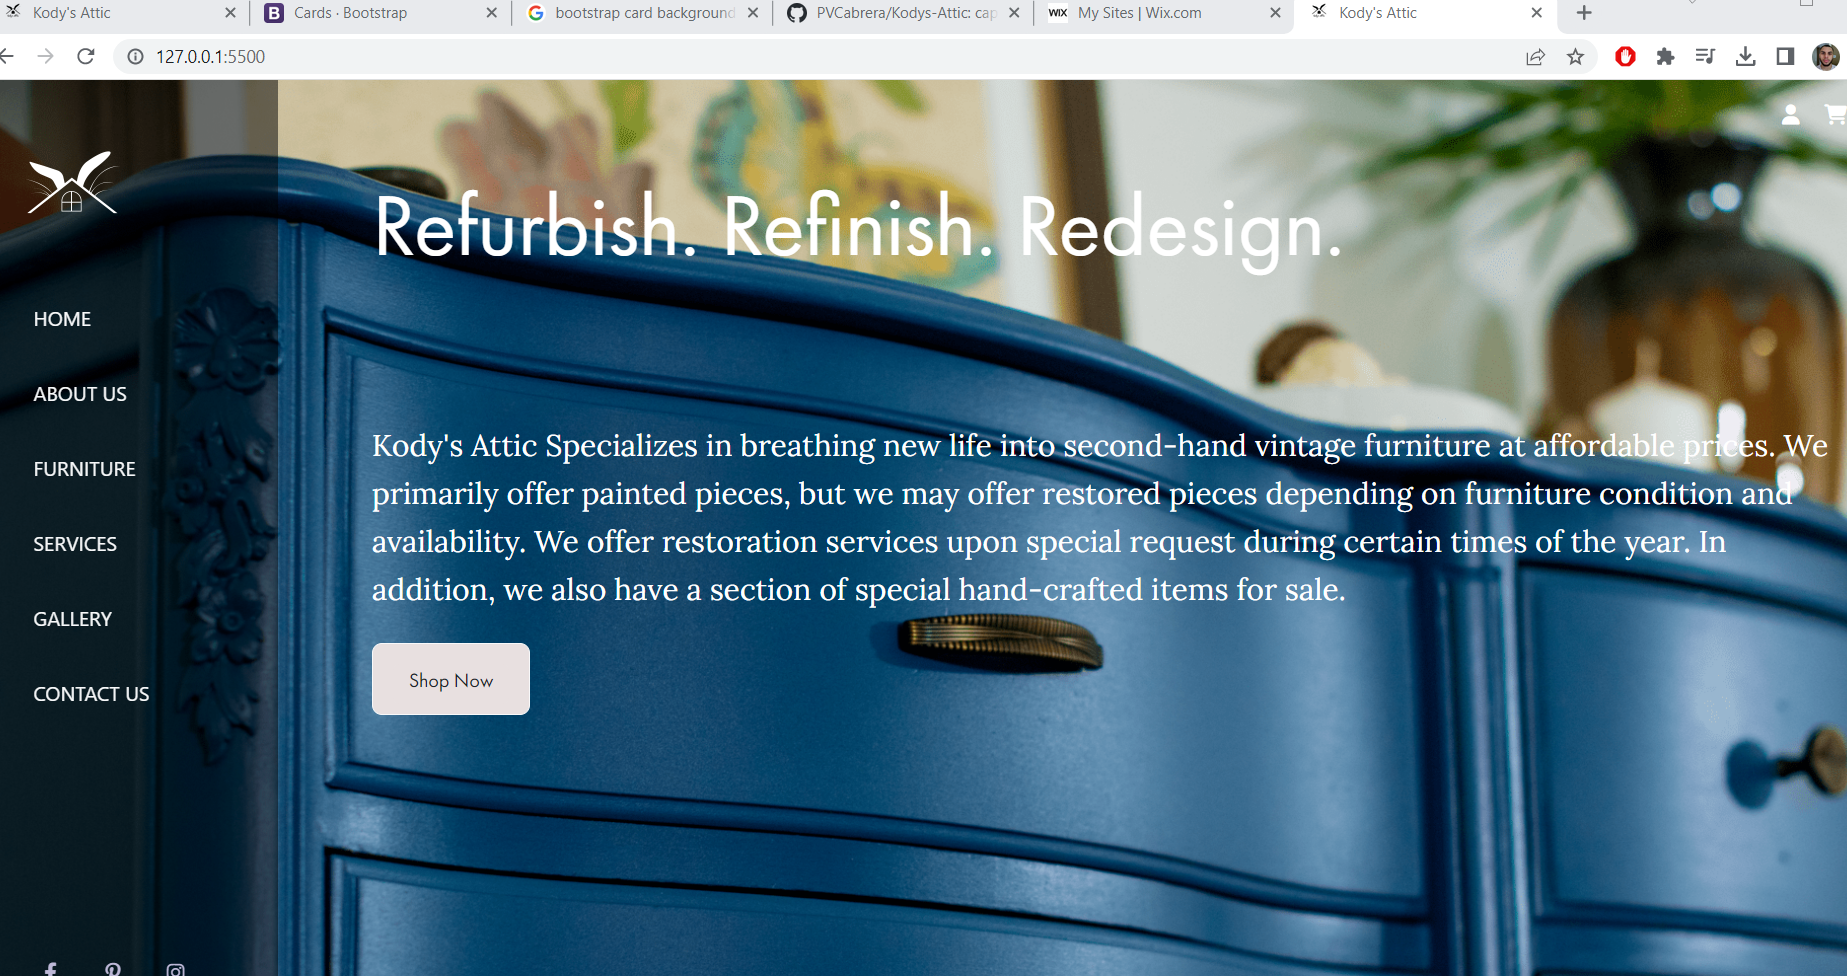 Kody's Attic
Cards · Bootstrap
bootstrap card background
PVCabrera/Kodys-Attic: cap
WIX My Sites | Wix.com
Kody's Attic
127.0.0.1:5500
Refurbish. Refinish. Redesign.
HOME
ABOUT US
FURNITURE
SERVICES
GALLERY
CONTACT US
Kody's Attic Specializes in breathing new life into second-hand vintage furniture at affordable prices. We
primarily offer painted pieces, but we may offer restored pieces depending on furniture condition and
availability. We offer restoration services upon special request during certain times of the year. In
addition, we also have a section of special hand-crafted items for sale.
Shop Now